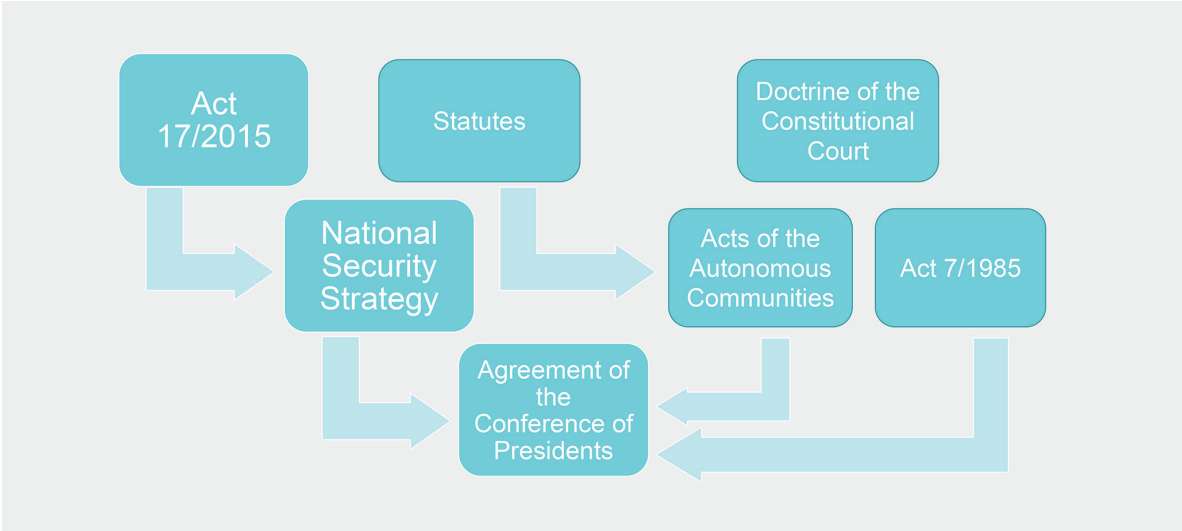 Act
17/2015
Statutes
Doctrine of the
Constitutional
Court
National
Security
Strategy
Acts of the
Autonomous
Communities
Act 7/1985
Agreement of
the
Conference of
Presidents